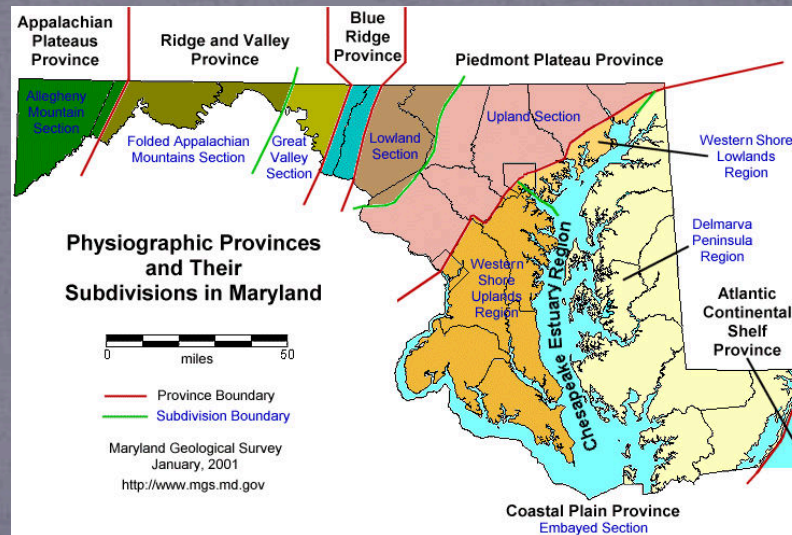 Appalachian
Plateaus
Province
Ridge and Valley
Province
Blue
Ridge
Province
Piedmont Plateau Province
Allegheny
Mountain
Section
Folded Appalachian
Mountains Section
Great
Valley
Section
Lowland
Section
Upland Section
Western Shore
Lowlands
Region
Delmarva
Peninsula
Region
Western
Shore
Uplands
Region
Chesapeake Estuary Region
Atlantic
Continental
Shelf
Province
Physiographic Provinces
and Their
Subdivisions in Maryland
0
50
miles
Province Boundary
Subdivision Boundary
Maryland Geological Survey
January, 2001
http://www.mgs.md.gov
Coastal Plain Province
Embayed Section